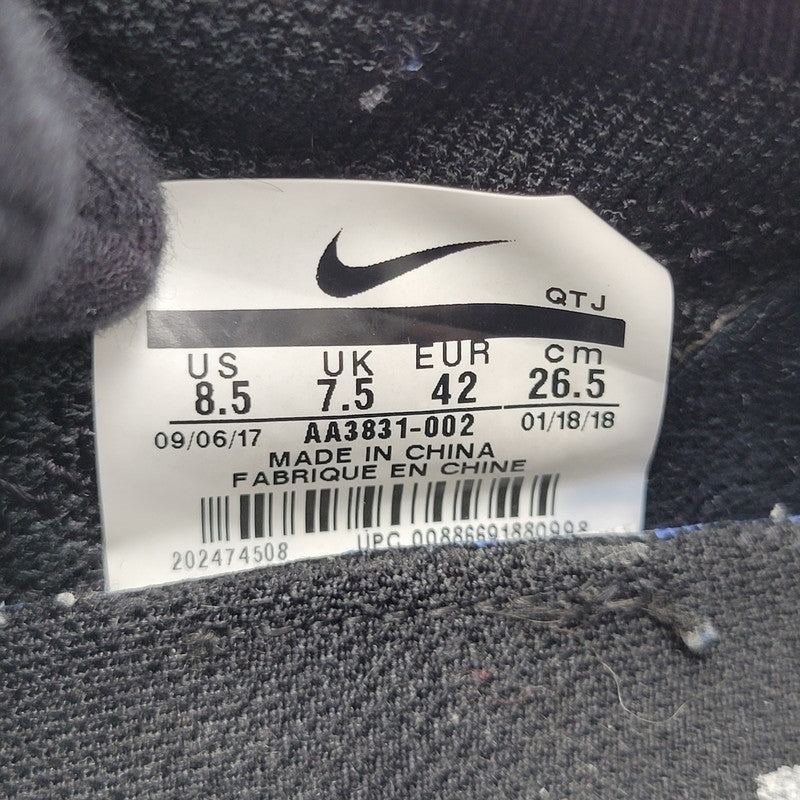 QTJ
US UK EUR cm
8.5 7.5 42 26.5
09/06/17 AA3831-002 01/18/18
MADE IN CHINA
FABRIQUE EN CHINE
202474508 UPC 00886691880998